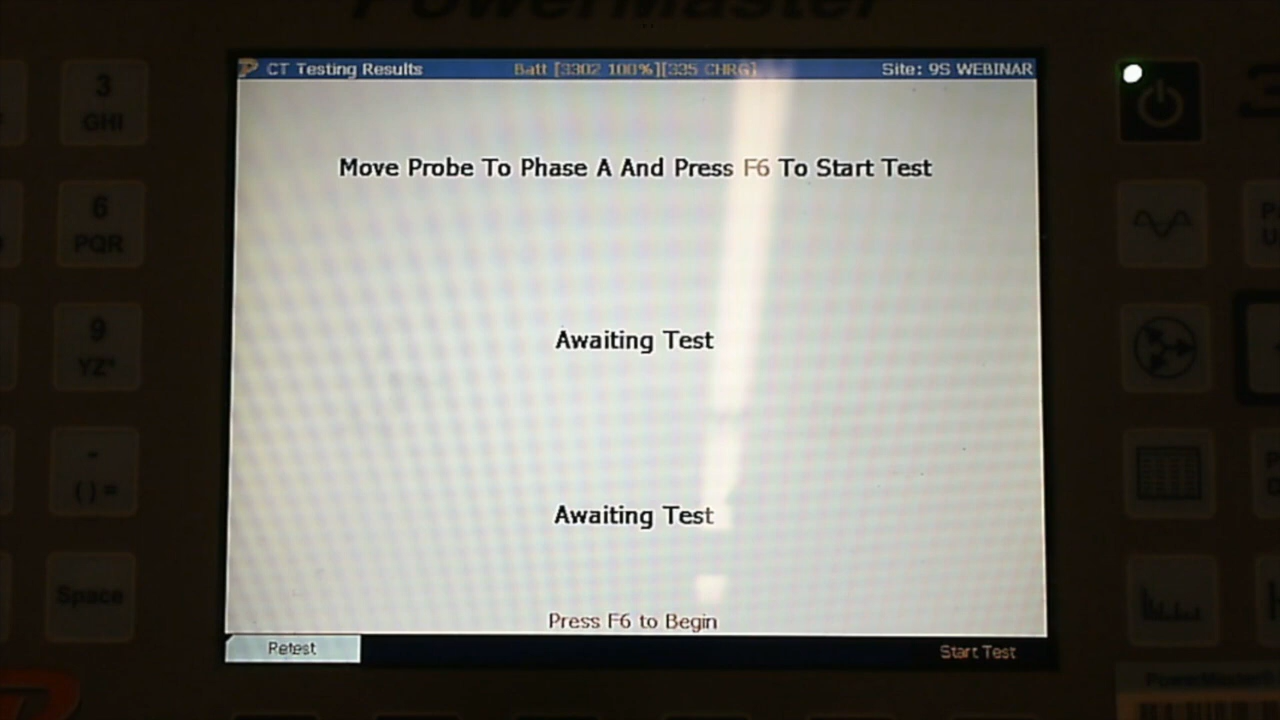 PowerMaster
CT Testing Results
Batt [3302 100%][335 CHRG]
Site: 9S WEBINAR
3
GHI
Move Probe To Phase A And Press F6 To Start Test
6
PQR
Awaiting Test
9
YZ*
-
( ) =
Awaiting Test
Space
Press F6 to Begin
Retest
Start Test